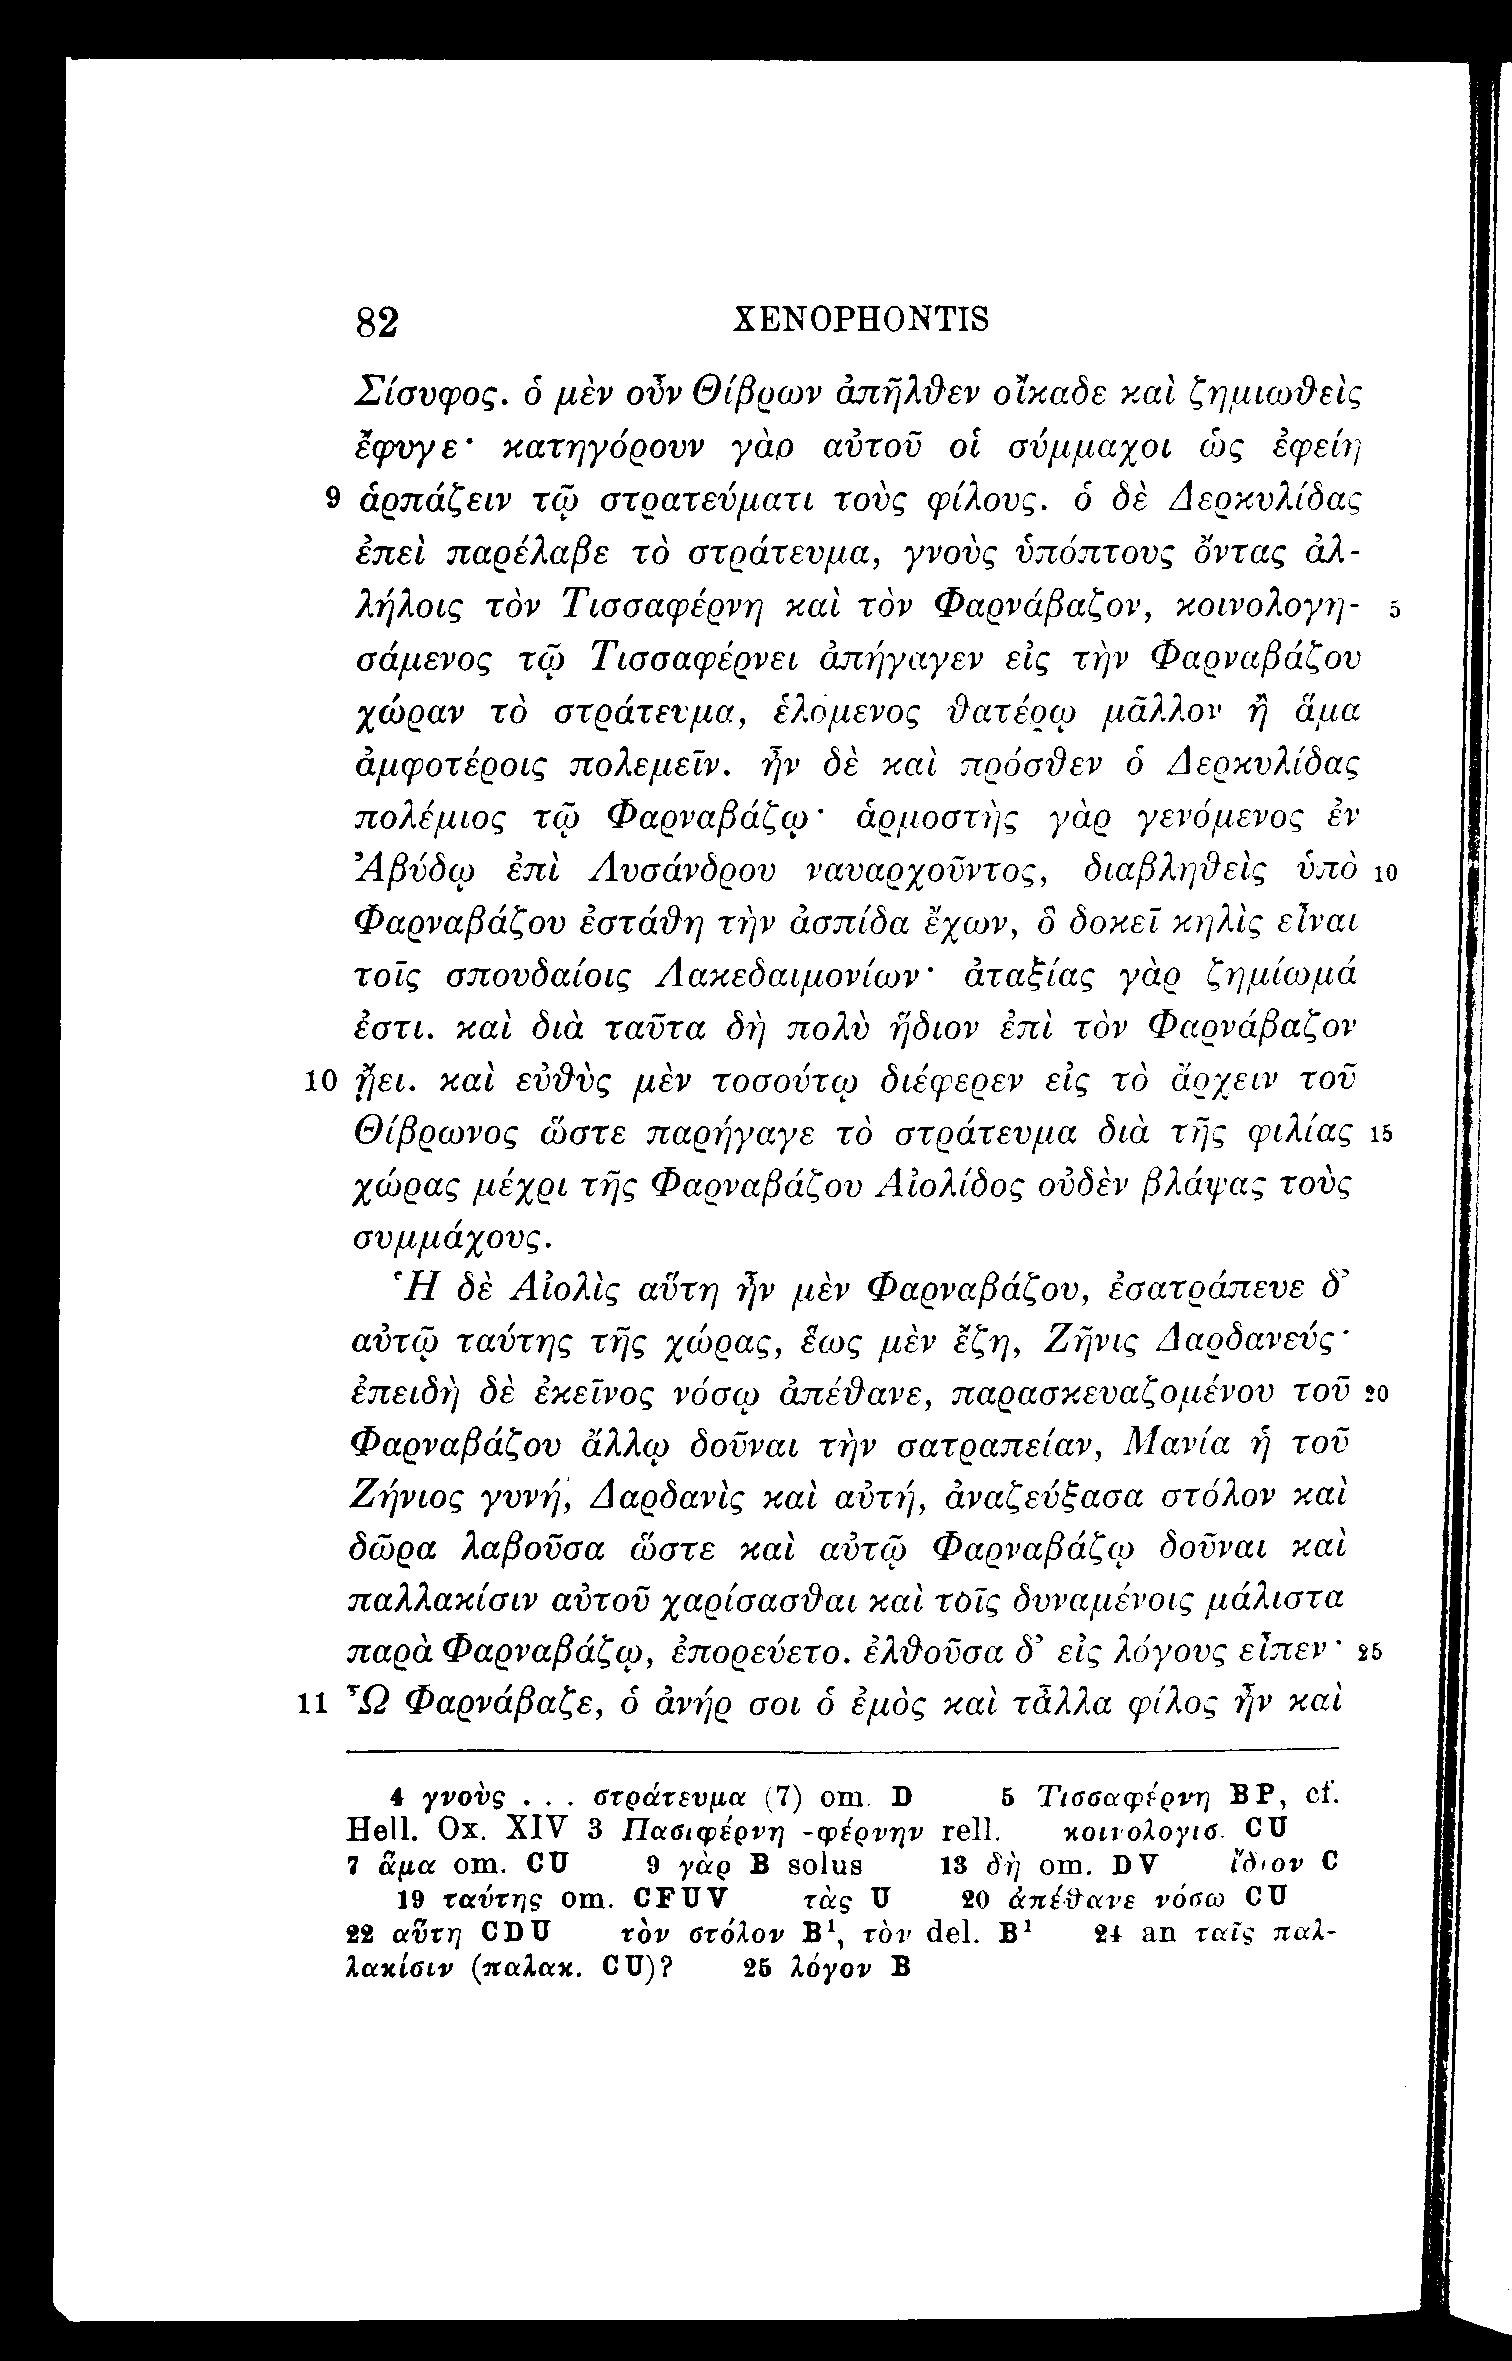 82 XENOPHONTIS
Σίσυφος. ὁ μὲν οὖν Θίβρων ἀπῆλθεν οἴκαδε καὶ ζημιωθεὶς
ἔφυγε· κατηγόρουν γὰρ αὐτοῦ οἱ σύμμαχοι ὡς ἐφείη
9 ἁρπάζειν τῷ στρατεύματι τοὺς φίλους. ὁ δὲ Δερκυλίδας
ἐπεὶ παρέλαβε τὸ στράτευμα, γνοὺς ὑπόπτους ὄντας ἀλ-
λήλοις τὸν Τισσαφέρνη καὶ τὸν Φαρνάβαζον, κοινολογη- 5
σάμενος τῷ Τισσαφέρνει ἀπήγαγεν εἰς τὴν Φαρναβάζου
χώραν τὸ στράτευμα, ἑλόμενος θατέρῳ μᾶλλον ἢ ἅμα
ἀμφοτέροις πολεμεῖν. ἦν δὲ καὶ πρόσθεν ὁ Δερκυλίδας
πολέμιος τῷ Φαρναβάζῳ· ἁρμοστὴς γὰρ γενόμενος ἐν
Ἀβύδῳ ἐπὶ Λυσάνδρου ναυαρχοῦντος, διαβληθεὶς ὑπὸ 10
Φαρναβάζου ἐστάθη τὴν ἀσπίδα ἔχων, ὃ δοκεῖ κηλὶς εἶναι
τοῖς σπουδαίοις Λακεδαιμονίων· ἀταξίας γὰρ ζημίωμά
ἐστι. καὶ διὰ ταῦτα δὴ πολὺ ἥδιον ἐπὶ τὸν Φαρνάβαζον
10 ᾔει. καὶ εὐθὺς μὲν τοσούτῳ διέφερεν εἰς τὸ ἄρχειν τοῦ
Θίβρωνος ὥστε παρήγαγε τὸ στράτευμα διὰ τῆς φιλίας 15
χώρας μέχρι τῆς Φαρναβάζου Αἰολίδος οὐδὲν βλάψας τοὺς
συμμάχους.
Ἡ δὲ Αἰολὶς αὕτη ἦν μὲν Φαρναβάζου, ἐσατράπευε δ’
αὐτῷ ταύτης τῆς χώρας, ἕως μὲν ἔζη, Ζῆνις Δαρδανεύς·
ἐπειδὴ δὲ ἐκεῖνος νόσῳ ἀπέθανε, παρασκευαζομένου τοῦ 20
Φαρναβάζου ἄλλῳ δοῦναι τὴν σατραπείαν, Μανία ἡ τοῦ
Ζήνιος γυνή, Δαρδανὶς καὶ αὐτή, ἀναζεύξασα στόλον καὶ
δῶρα λαβοῦσα ὥστε καὶ αὐτῷ Φαρναβάζῳ δοῦναι καὶ
παλλακίσιν αὐτοῦ χαρίσασθαι καὶ τοῖς δυναμένοις μάλιστα
παρὰ Φαρναβάζῳ, ἐπορεύετο. ἐλθοῦσα δ’ εἰς λόγους εἶπεν· 25
11 Ὦ Φαρνάβαζε, ὁ ἀνήρ σοι ὁ ἐμὸς καὶ τἆλλα φίλος ἦν καὶ
4 γνοὺς . . . στράτευμα (7) om. D 5 Τισσαφέρνη BP, cf.
Hell. Ox. XIV 3 Πασιφέρνη -φέρνην rell. κοινολογισ. CU
7 ἅμα om. CU 9 γὰρ B solus 13 δὴ om. DV ἴδιον C
19 ταύτης om. CFUV τὰς U 20 ἀπέθανε νόσω CU
22 αὕτη CDU τὸν στόλον B¹, τὸν del. B¹ 24 an ταῖς παλ-
λακίσιν (παλακ. CU)? 25 λόγον B